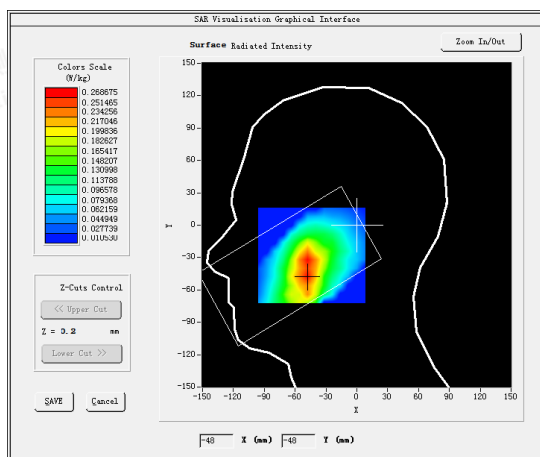 SAR Visualisation Graphical Interface
Surface Radiated Intensity
Zoom In/Out
Colors Scale
(W/kg)
0.268675
0.251465
0.234256
0.217046
0.199836
0.182627
0.165417
0.148207
0.130998
0.113788
0.096578
0.079368
0.062159
0.044949
0.027739
0.010530
Z-Cuts Control
<< Upper Cut
Z = 0.2 mm
Lower Cut >>
SAVE
Cancel
150
120
90
60
30
0
-30
-60
-90
-120
-150
Y
-150 -120 -90 -60 -30 0 30 60 90 120 150
X
-48 X (mm) -48 Y (mm)